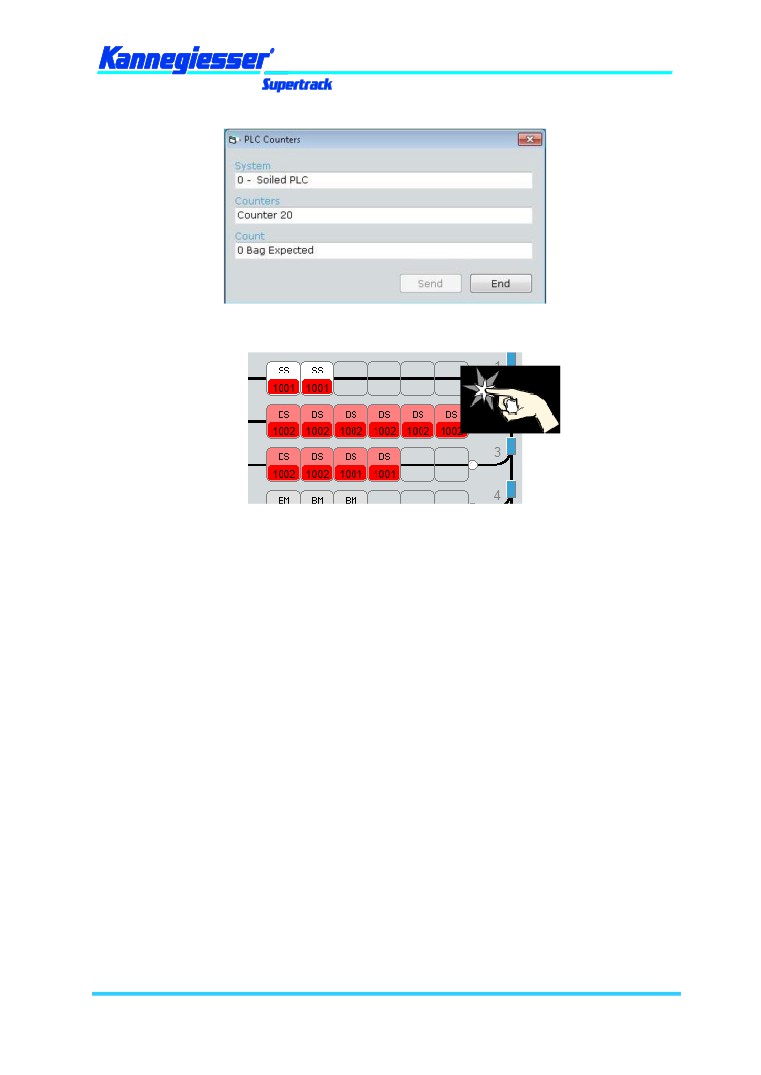 Kannegiesser
Supertrack
PLC Counters
System
0 - Soiled PLC
Counters
Counter 20
Count
0 Bag Expected
Send End
SS SS
1001 1001
DS DS DS DS DS DS
1002 1002 1002 1002 1002 1002
DS DS DS DS 3
1002 1002 1001 1001
BM BM BM 4